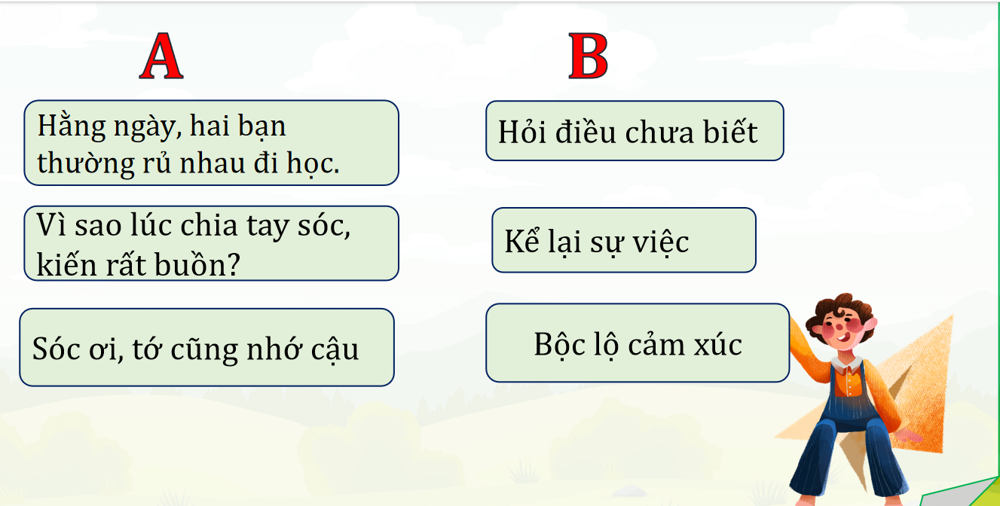 A
B
Hằng ngày, hai bạn
thường rủ nhau đi học.
Hỏi điều chưa biết
Vì sao lúc chia tay sóc,
kiến rất buồn?
Kể lại sự việc
Sóc ơi, tớ cũng nhớ cậu
Bộc lộ cảm xúc